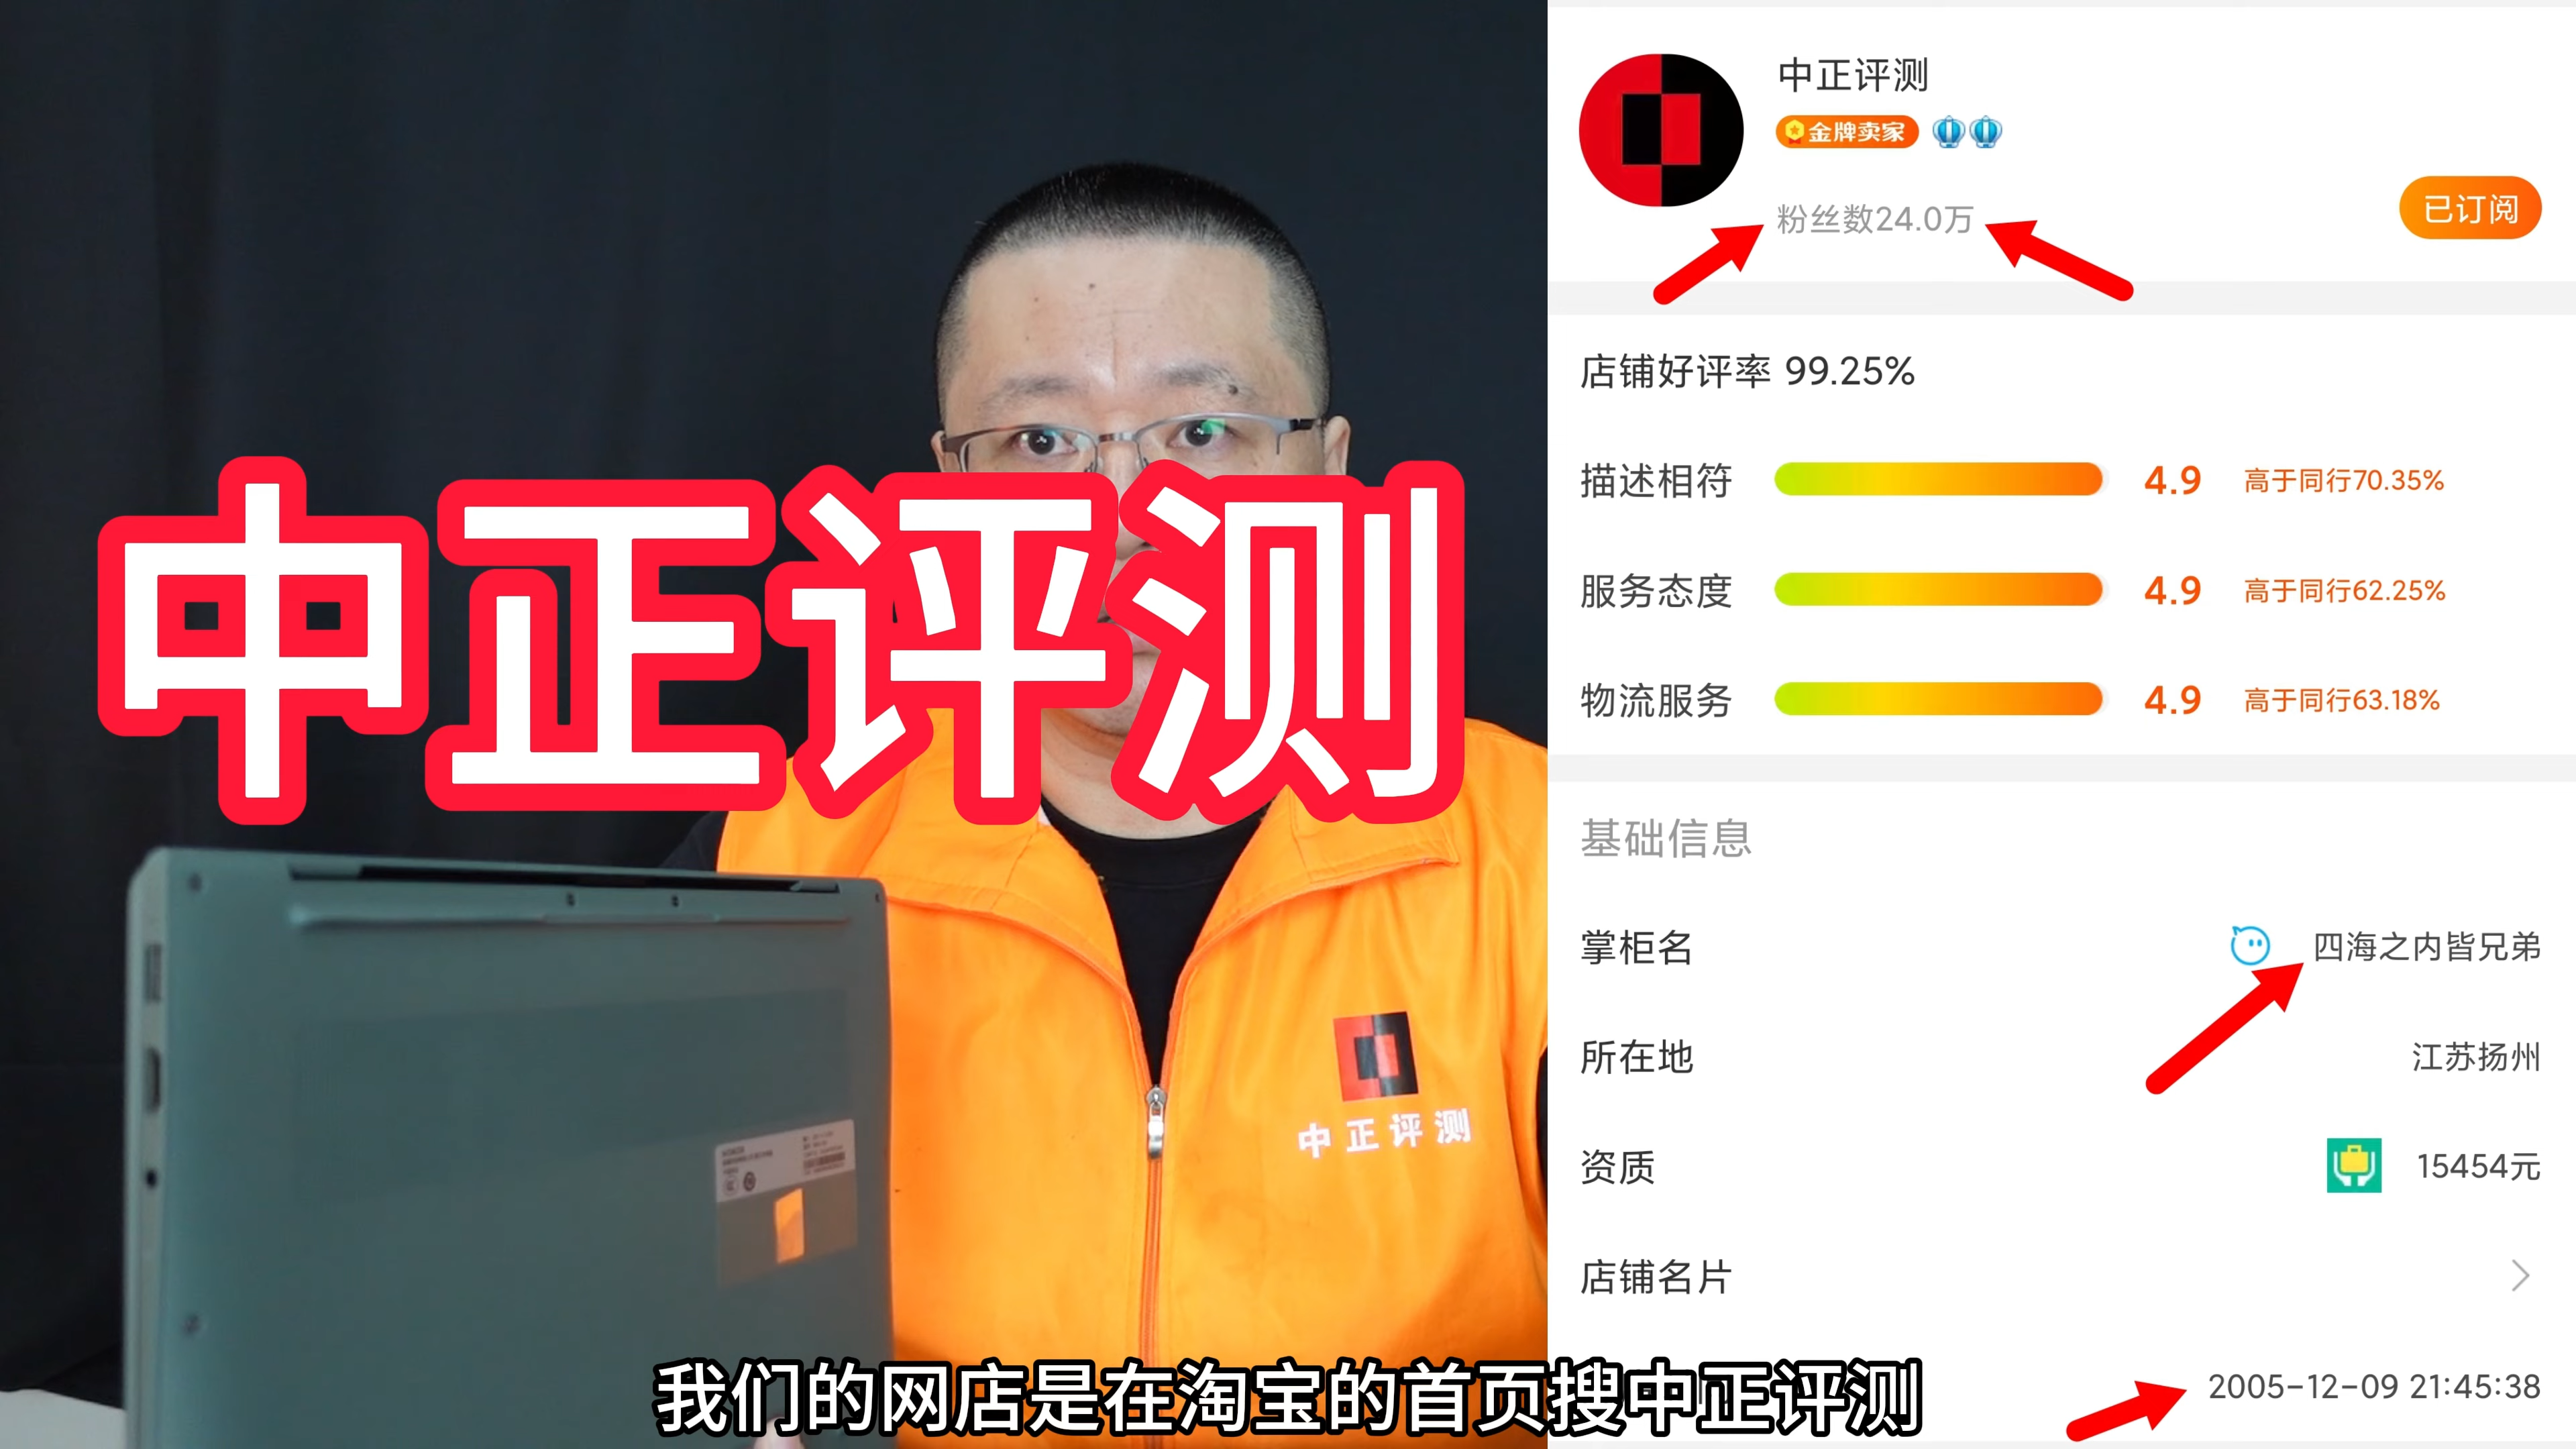 中正评测
金牌卖家
粉丝数24.0万
已订阅
店铺好评率 99.25%
描述相符 4.9 高于同行70.35%
服务态度 4.9 高于同行62.25%
物流服务 4.9 高于同行63.18%
基础信息
掌柜名 四海之内皆兄弟
所在地 江苏扬州
资质 15454元
店铺名片
2005-12-09 21:45:38
中正评测
中正评测
我们的网店是在淘宝的首页搜中正评测